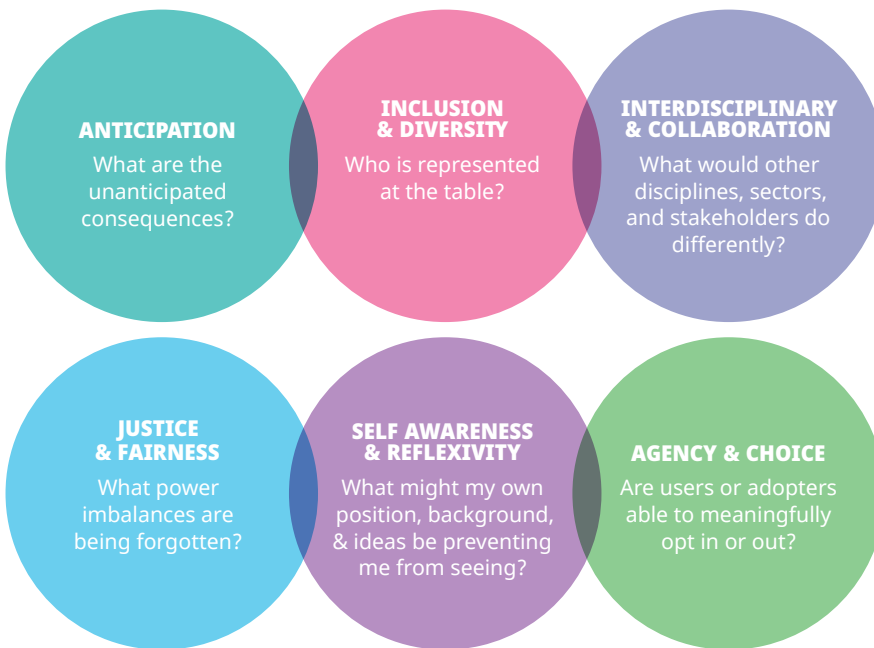 ANTICIPATION
What are the
unanticipated
consequences?
INCLUSION
& DIVERSITY
Who is represented
at the table?
INTERDISCIPLINARY
& COLLABORATION
What would other
disciplines, sectors,
and stakeholders do
differently?
JUSTICE
& FAIRNESS
What power
imbalances are
being forgotten?
SELF AWARENESS
& REFLEXIVITY
What might my own
position, background,
& ideas be preventing
me from seeing?
AGENCY & CHOICE
Are users or adopters
able to meaningfully
opt in or out?